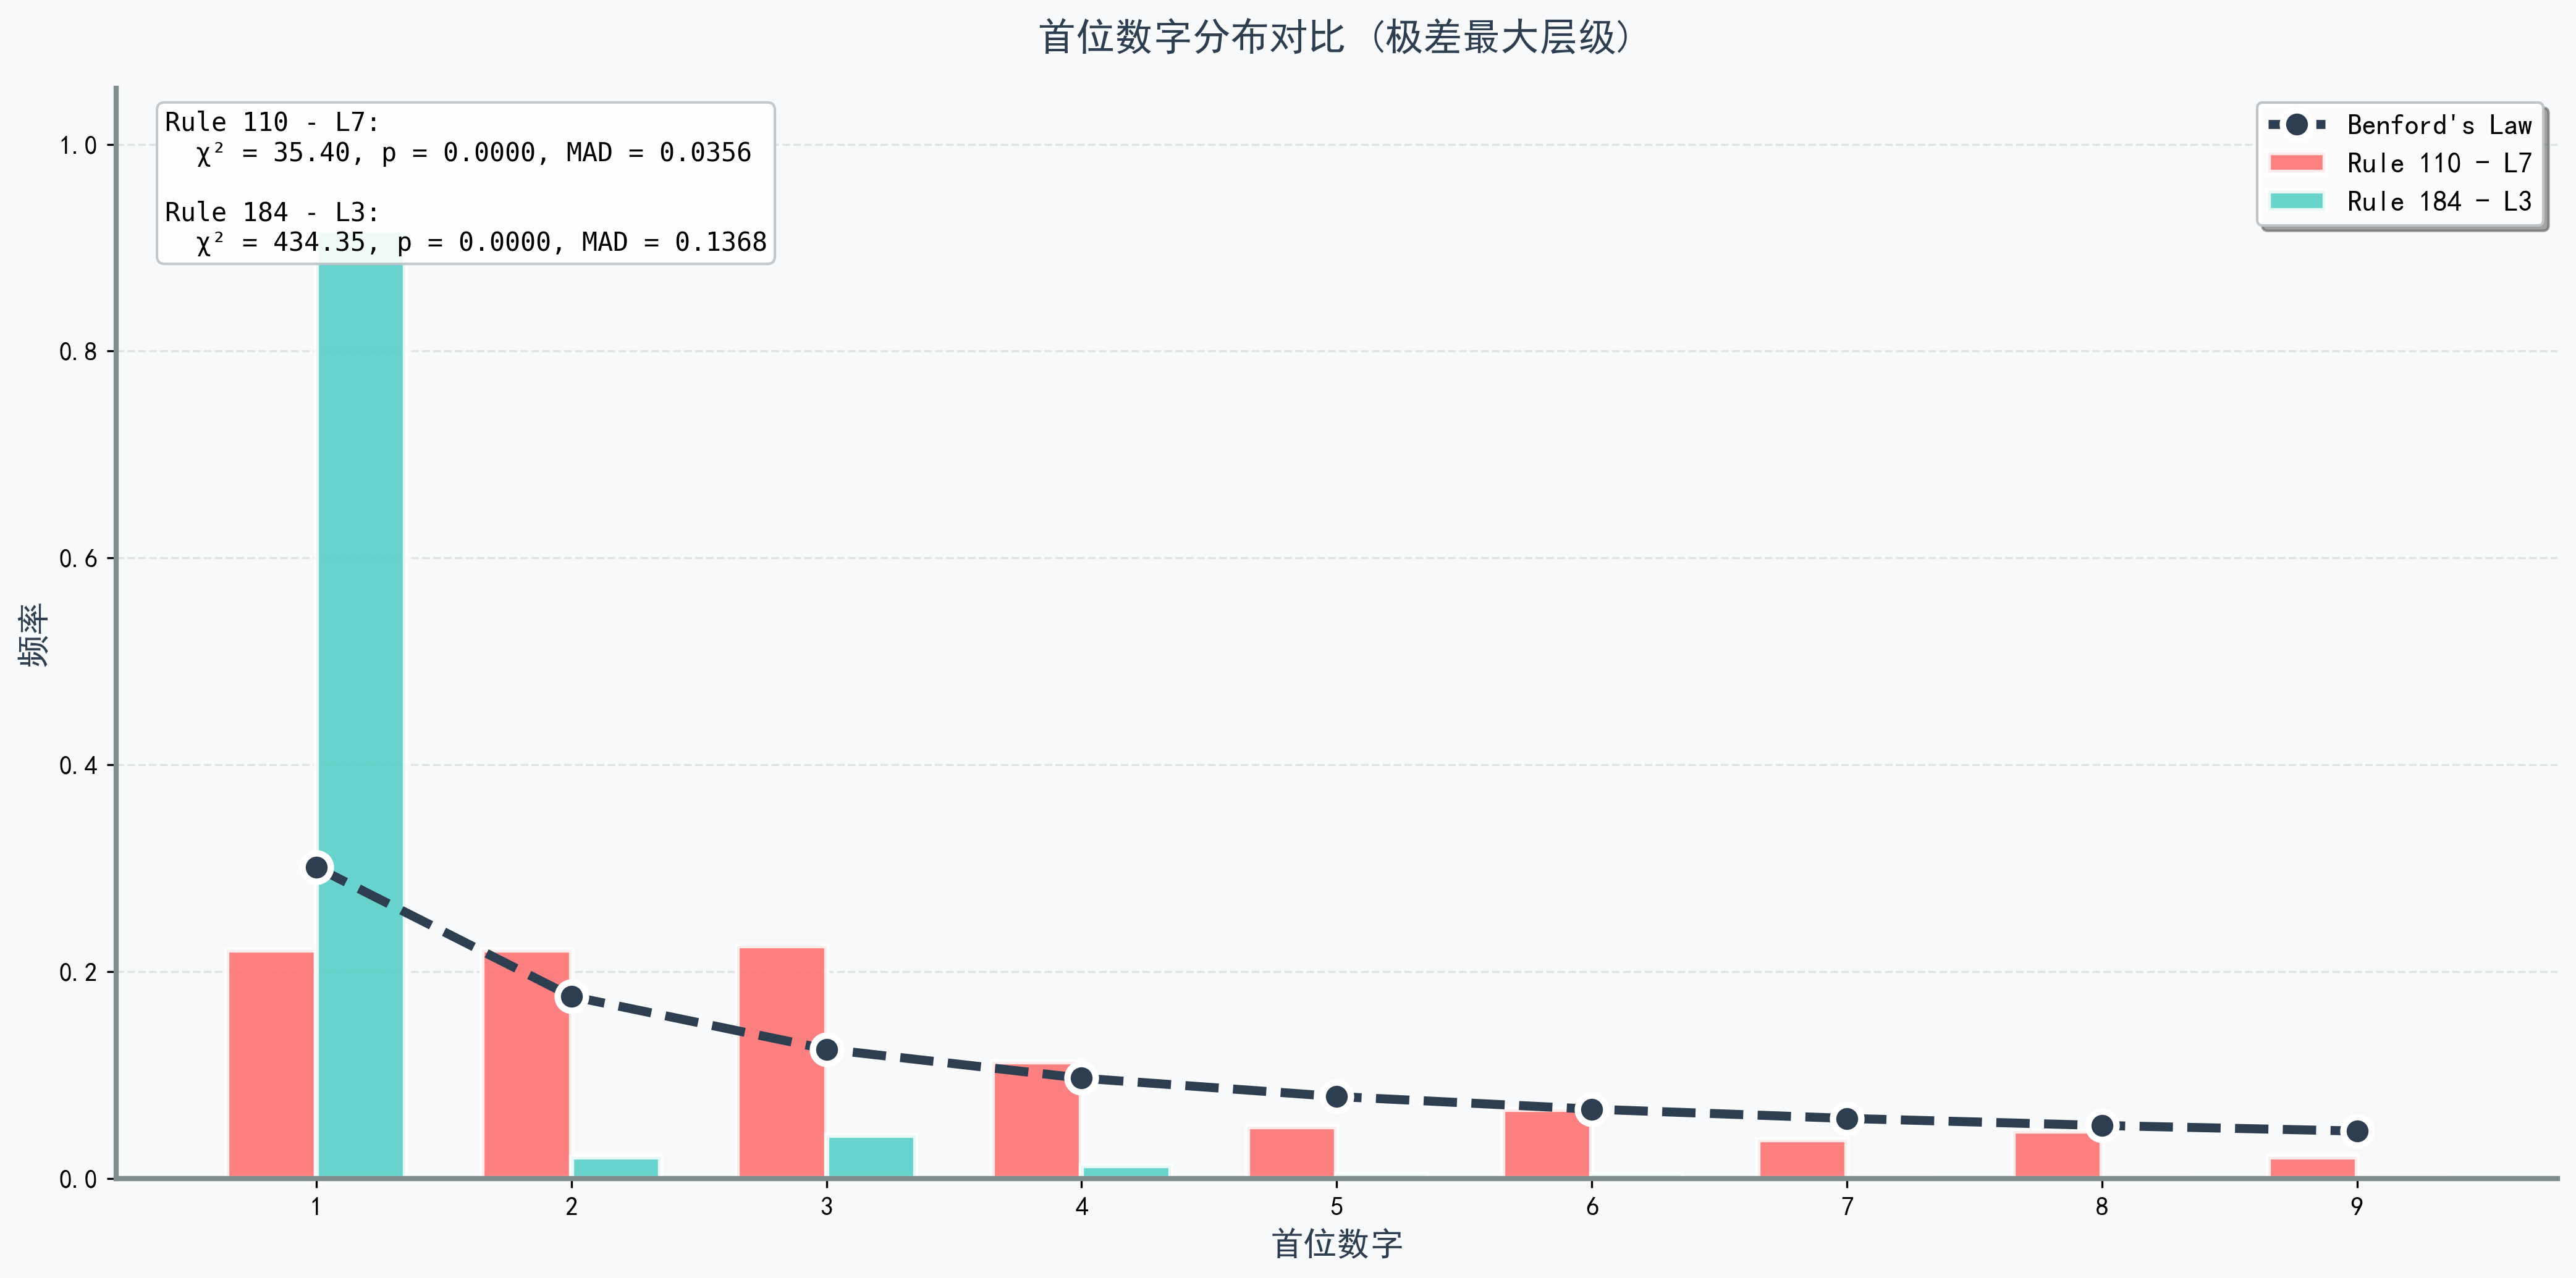 首位数字分布对比 (极差最大层级)
Rule 110 - L7:
χ² = 35.40, p = 0.0000, MAD = 0.0356
Rule 184 - L3:
χ² = 434.35, p = 0.0000, MAD = 0.1368
Benford's Law
Rule 110 - L7
Rule 184 - L3
1.0
0.8
0.6
0.4
0.2
0.0
频率
1 2 3 4 5 6 7 8 9
首位数字